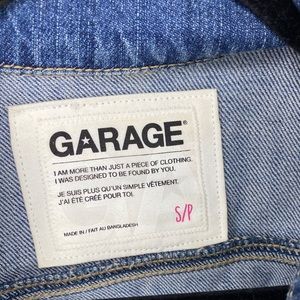 GARAGE®
I AM MORE THAN JUST A PIECE OF CLOTHING.
I WAS DESIGNED TO BE FOUND BY YOU.
JE SUIS PLUS QU'UN SIMPLE VÊTEMENT.
J'AI ÉTÉ CRÉÉ POUR TOI.
S/P
MADE IN / FAIT AU BANGLADESH